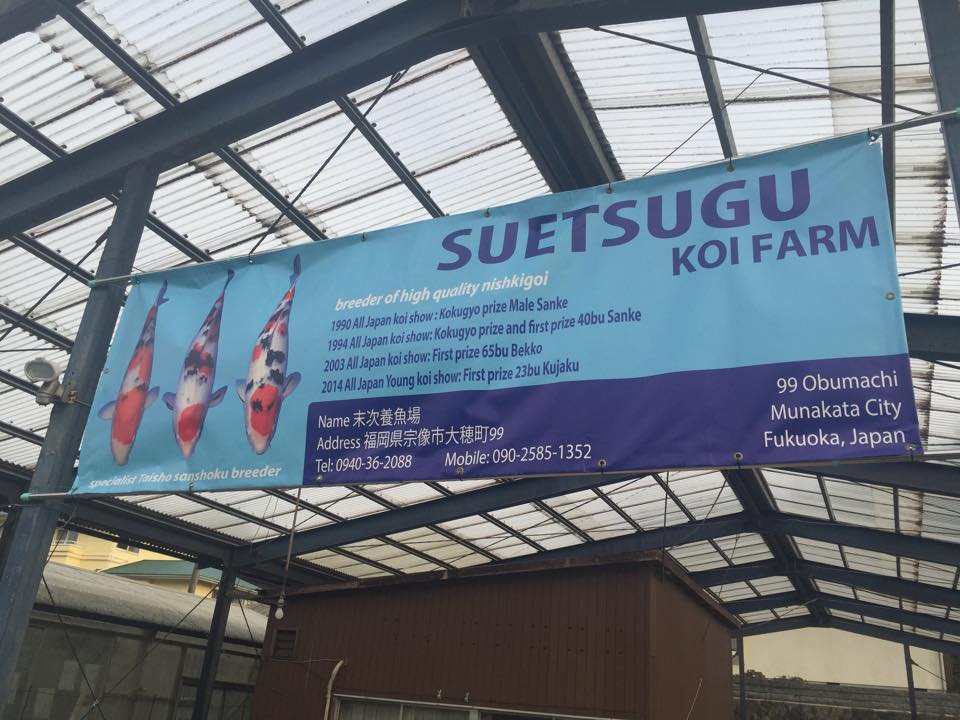 SUETSUGU
KOI FARM
breeder of high quality nishkigoi
1990 All Japan koi show : Kokugyo prize Male Sanke
1994 All Japan koi show: Kokugyo prize and first prize 40bu Sanke
2003 All Japan koi show: First prize 65bu Bekko
2014 All Japan Young koi show: First prize 23bu Kujaku
specialist Taisho sanshoku breeder
Name 末次養魚場
Address 福岡県宗像市大穂町99
Tel: 0940-36-2088 Mobile: 090-2585-1352
99 Obumachi
Munakata City
Fukuoka, Japan